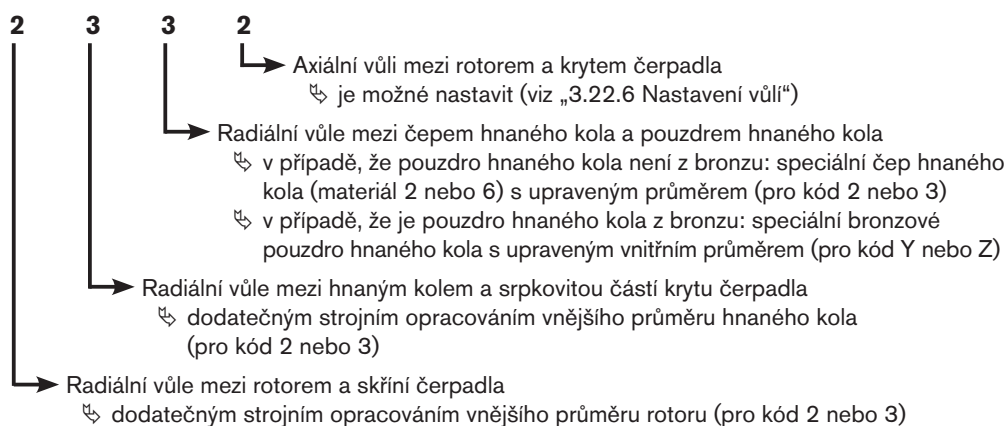 2 3 3 2
Axiální vůli mezi rotorem a krytem čerpadla
je možné nastavit (viz „3.22.6 Nastavení vůlí“)
Radiální vůle mezi čepem hnaného kola a pouzdrem hnaného kola
v případě, že pouzdro hnaného kola není z bronzu: speciální čep hnaného
kola (materiál 2 nebo 6) s upraveným průměrem (pro kód 2 nebo 3)
v případě, že je pouzdro hnaného kola z bronzu: speciální bronzové
pouzdro hnaného kola s upraveným vnitřním průměrem (pro kód Y nebo Z)
Radiální vůle mezi hnaným kolem a srpkovitou částí krytu čerpadla
dodatečným strojním opracováním vnějšího průměru hnaného kola
(pro kód 2 nebo 3)
Radiální vůle mezi rotorem a skříní čerpadla
dodatečným strojním opracováním vnějšího průměru rotoru (pro kód 2 nebo 3)